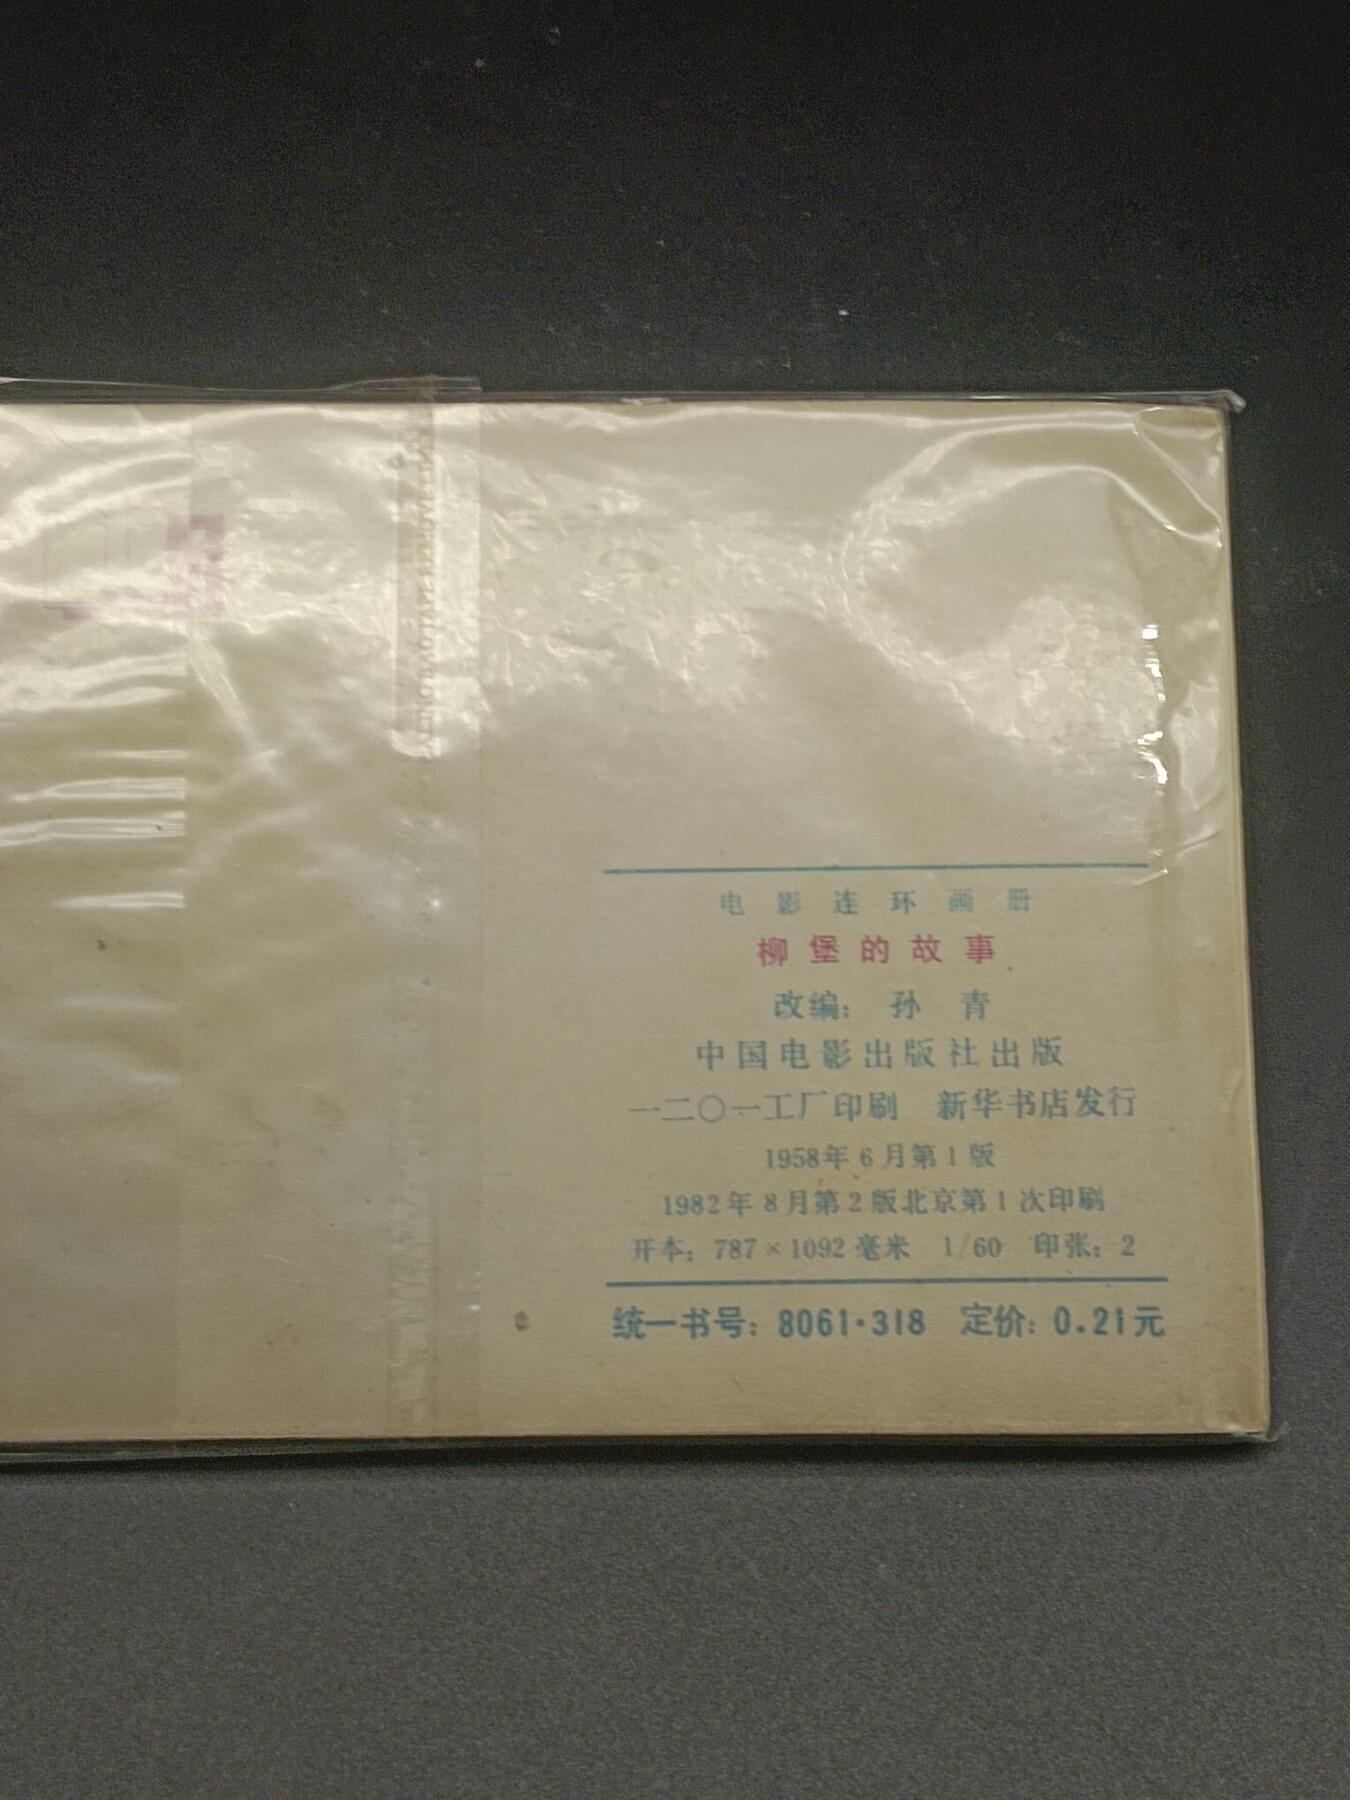 电影连环画册
柳堡的故事
改编：孙 青
中国电影出版社出版
一二〇一工厂印刷 新华书店发行
1958年6月第1版
1982年8月第2版北京第1次印刷
开本：787×1092毫米 1/60 印张：2
统一书号：8061·318 定价：0.21元